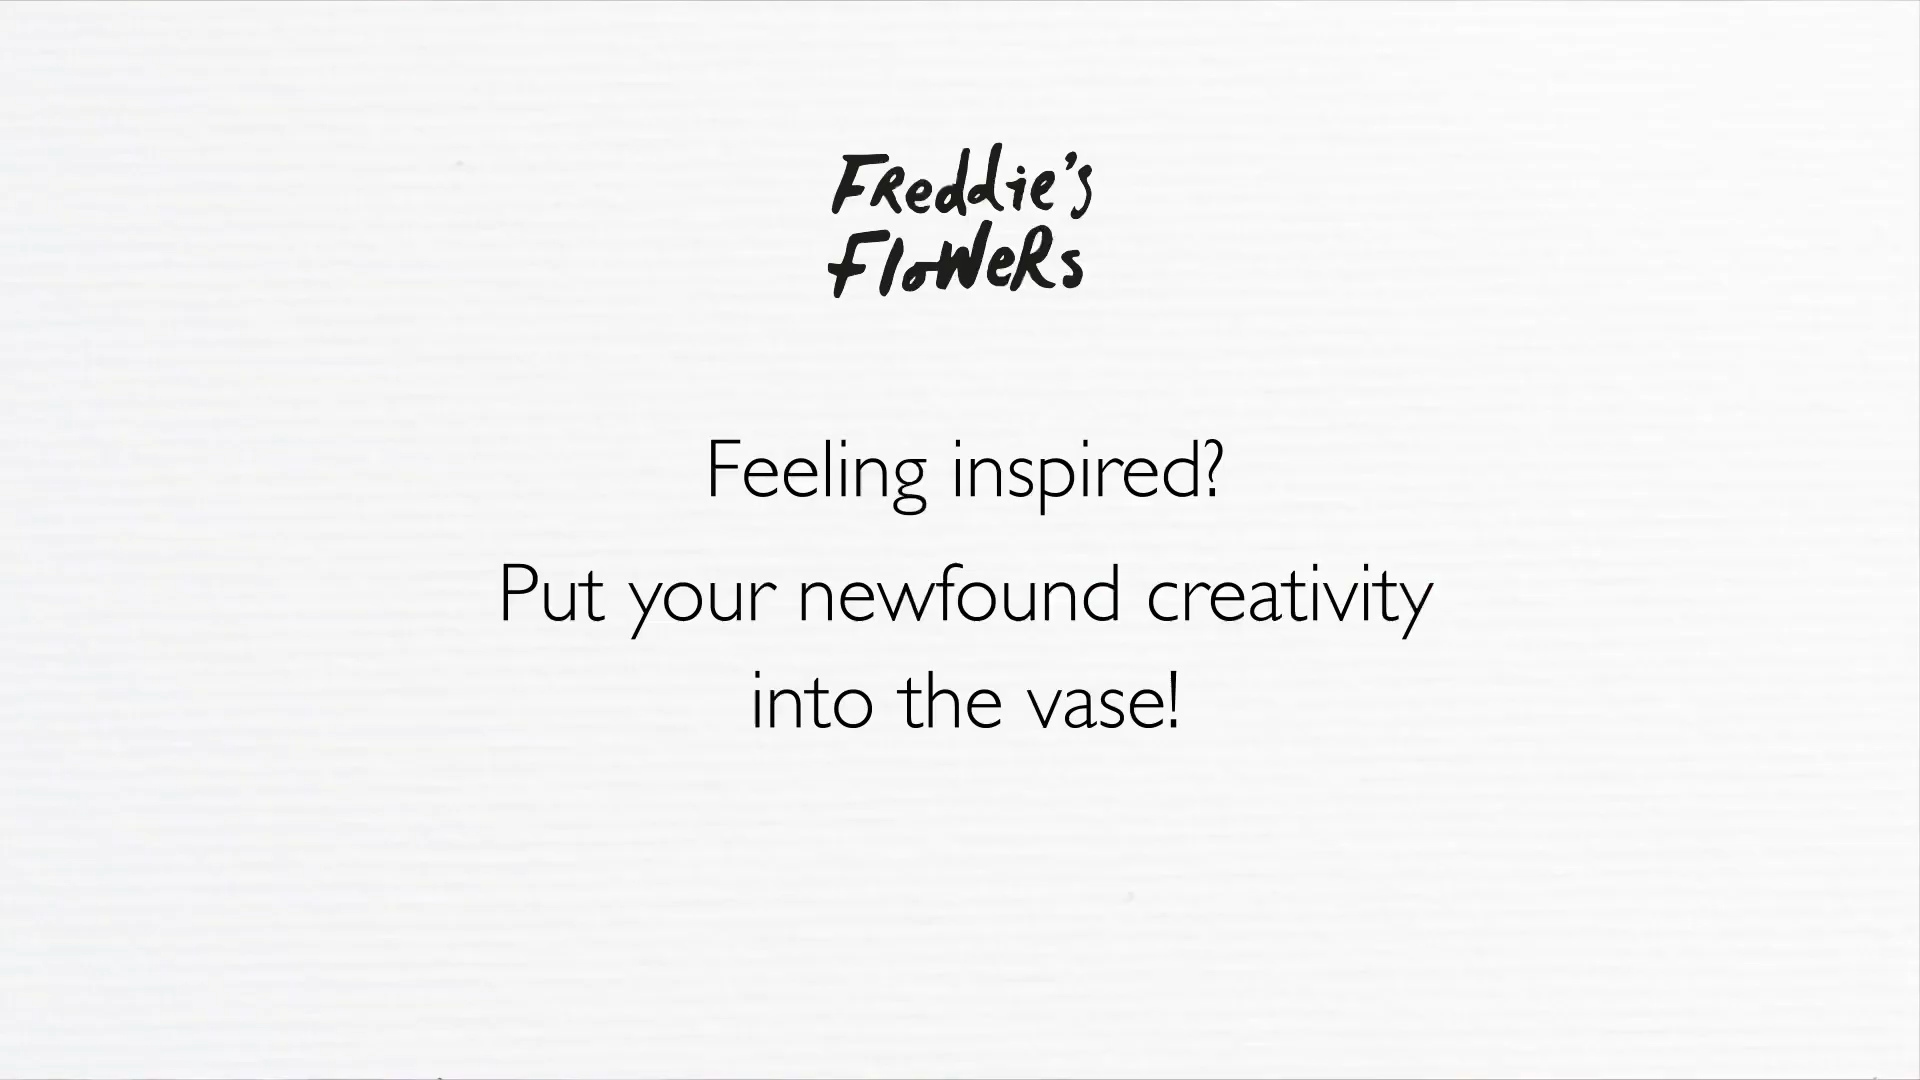 Freddie's
Flowers
Feeling inspired?
Put your newfound creativity
into the vase!